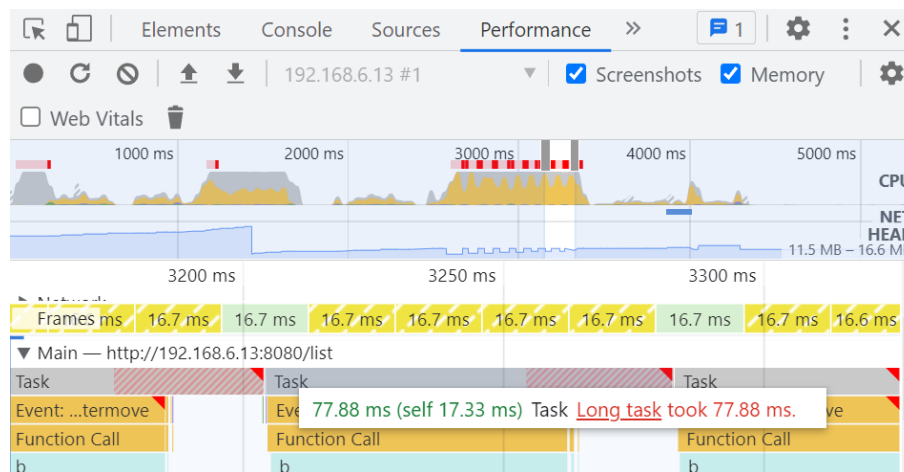 Elements Console Sources Performance 1
192.168.6.13 #1 Screenshots Memory
Web Vitals
1000 ms 2000 ms 3000 ms 4000 ms 5000 ms
CPU
NET
HEAP
11.5 MB – 16.6 M
3200 ms 3250 ms 3300 ms
Network
Frames ms 16.7 ms 16.7 ms 16.7 ms 16.7 ms 16.7 ms 16.7 ms 16.7 ms 16.7 ms 16.6 ms
Main — http://192.168.6.13:8080/list
Task Task Task
Event: ...termove Eve ve
77.88 ms (self 17.33 ms) Task Long task took 77.88 ms.
Function Call Function Call Function Call
b b b